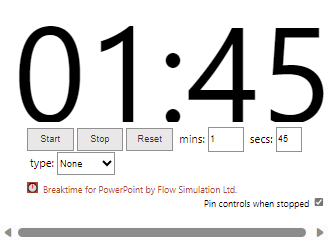 01:45
Start Stop Reset mins: 1 secs: 45
type: None
Breaktime for PowerPoint by Flow Simulation Ltd.
Pin controls when stopped